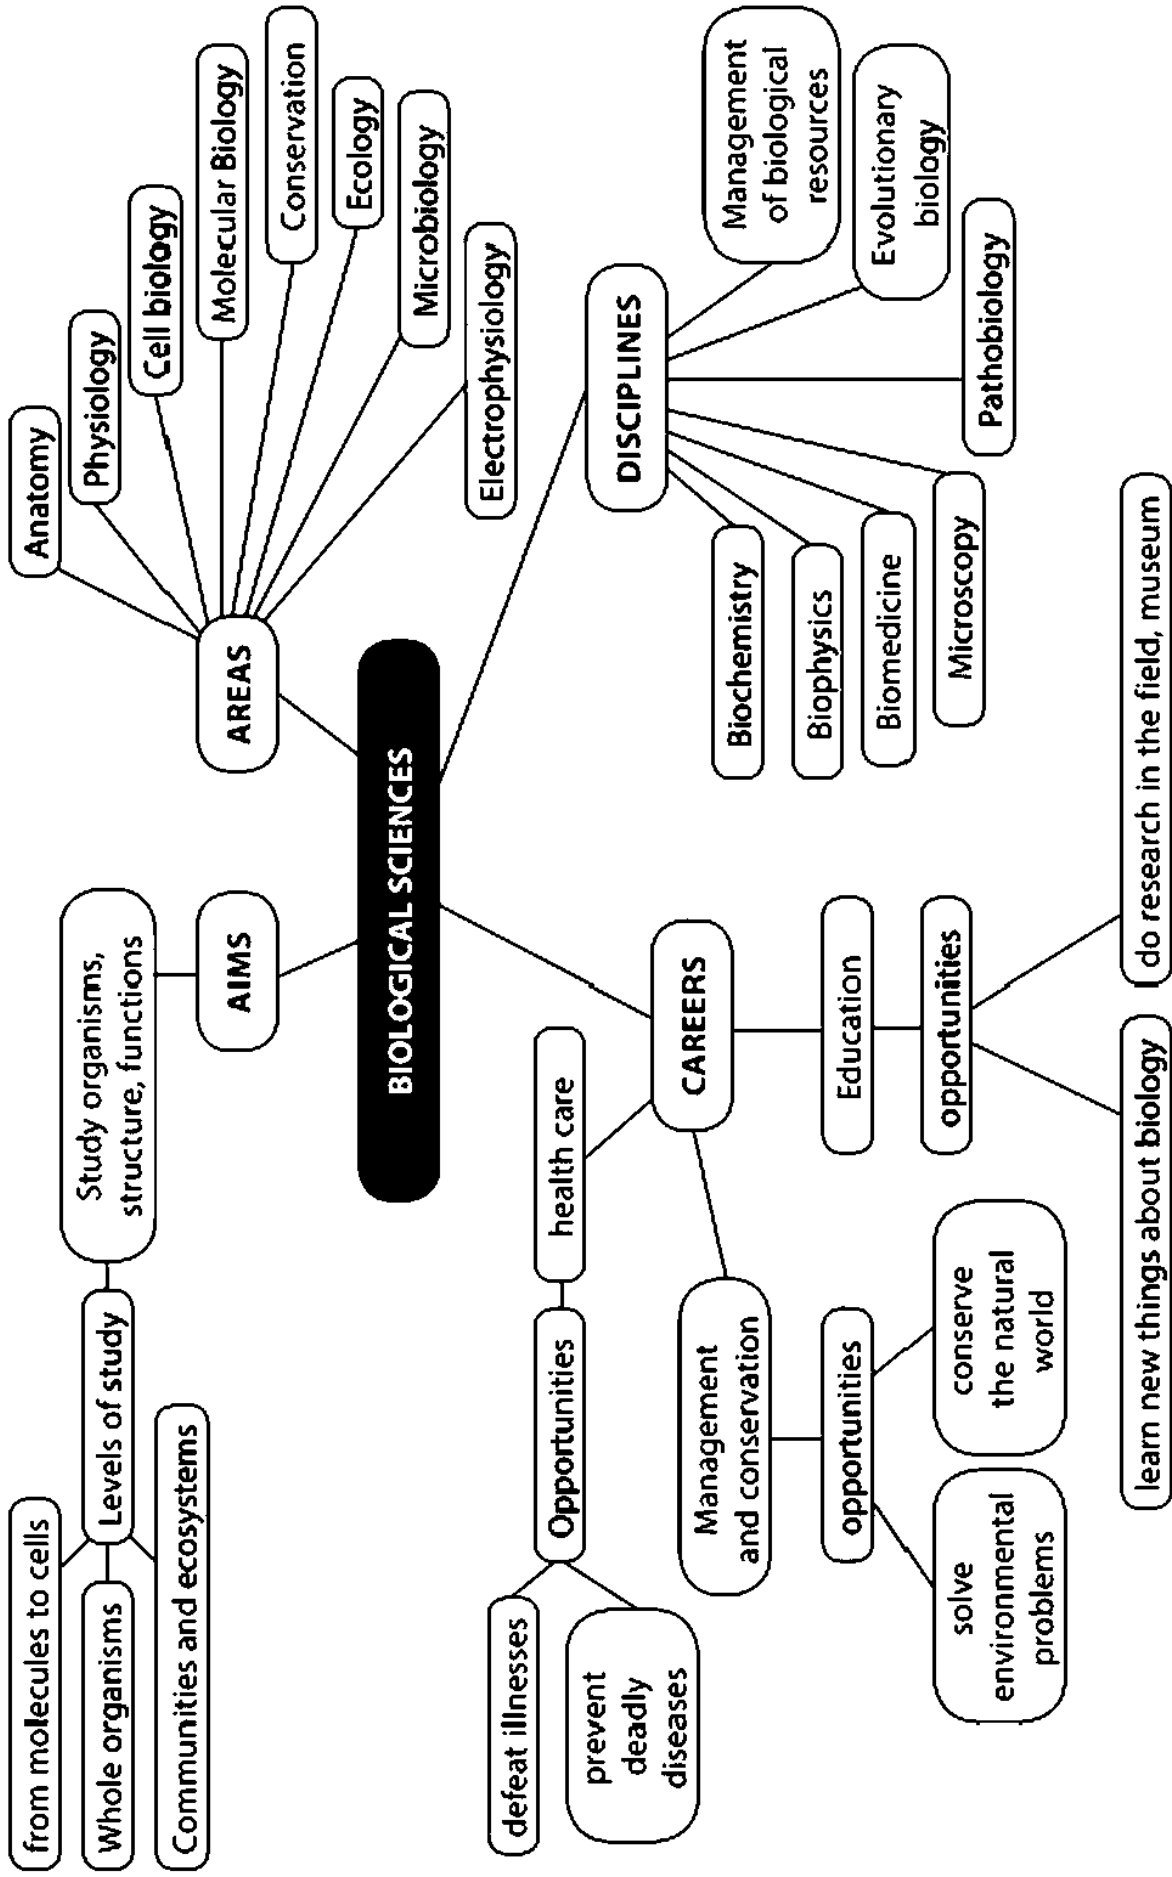 from molecules to cells
Whole organisms
Communities and ecosystems
Levels of study
Study organisms,
structure, functions
AIMS
AREAS
Anatomy
Physiology
Cell biology
Molecular Biology
Conservation
Ecology
Microbiology
Electrophysiology
BIOLOGICAL SCIENCES
defeat illnesses
prevent
deadly
diseases
Opportunities
health care
CAREERS
Management
and conservation
opportunities
solve
environmental
problems
conserve
the natural
world
Education
opportunities
learn new things about biology
do research in the field, museum
DISCIPLINES
Biochemistry
Biophysics
Biomedicine
Microscopy
Pathobiology
Evolutionary
biology
Management
of biological
resources